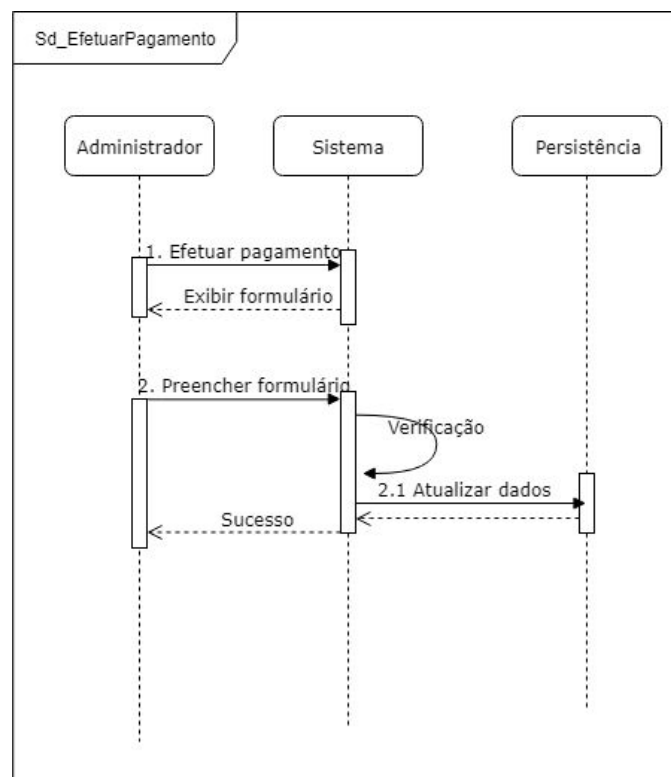 Sd_EfetuarPagamento
Administrador
Sistema
Persistência
1. Efetuar pagamento
Exibir formulário
2. Preencher formulário
Verificação
2.1 Atualizar dados
Sucesso